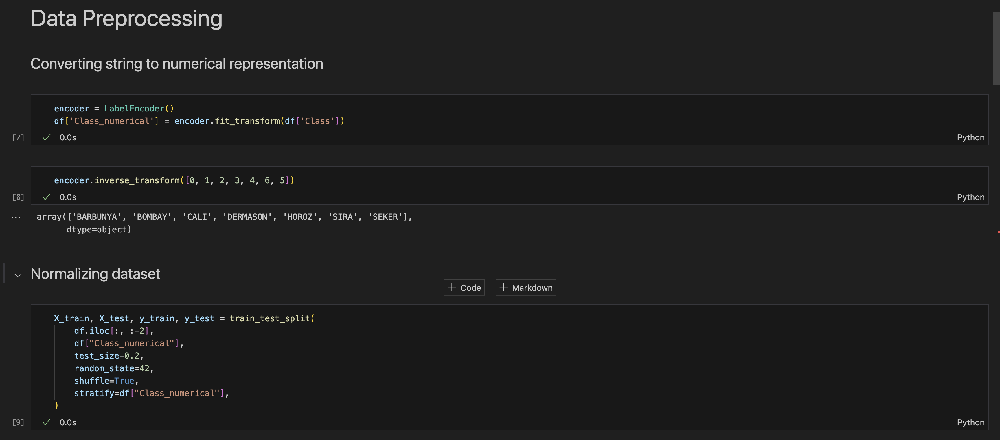 Data Preprocessing
Converting string to numerical representation
encoder = LabelEncoder()
df['Class_numerical'] = encoder.fit_transform(df['Class'])
[7] 0.0s Python
encoder.inverse_transform([0, 1, 2, 3, 4, 6, 5])
[8] 0.0s Python
... array(['BARBUNYA', 'BOMBAY', 'CALI', 'DERMASON', 'HOROZ', 'SIRA', 'SEKER'],
dtype=object)
Normalizing dataset
+ Code + Markdown
X_train, X_test, y_train, y_test = train_test_split(
df.iloc[:, :-2],
df["Class_numerical"],
test_size=0.2,
random_state=42,
shuffle=True,
stratify=df["Class_numerical"],
)
[9] 0.0s Python